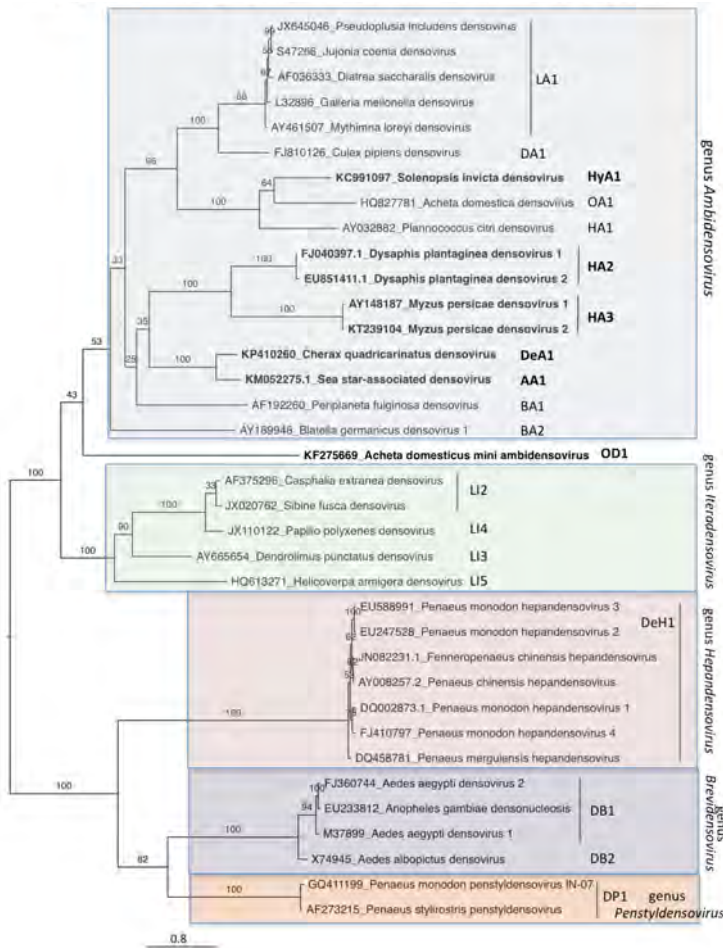 JX645046_Pseudoplusia includens densovirus
S47266_Jujonia coenia densovirus
AF036333_Diatrea saccharalis densovirus
LA1
L32896_Galleria mellonella densovirus
AY461507_Mythimna loreyi densovirus
FJ810126_Culex pipiens densovirus DA1
KC991097_Solenopsis invicta densovirus HyA1
HQ827781_Acheta domestica densovirus OA1
AY032882_Plannococcus citri densovirus HA1
FJ040397.1_Dysaphis plantaginea densovirus 1
HA2
EU851411.1_Dysaphis plantaginea densovirus 2
AY148187_Myzus persicae densovirus 1
HA3
KT239104_Myzus persicae densovirus 2
KP410260_Cherax quadricarinatus densovirus DeA1
KM052275.1_Sea star-associated densovirus AA1
AF192260_Periplaneta fulginosa densovirus BA1
AY189948_Blatella germanicus densovirus 1 BA2
genus Ambidensovirus
KF275669_Acheta domesticus mini ambidensovirus OD1
AF375296_Casphalia extranea densovirus
LI2
JX020762_Sibine fusca densovirus
JX110122_Papilio polyxenes densovirus LI4
AY665654_Dendrolimus punctatus densovirus LI3
HQ613271_Helicoverpa armigera densovirus LI5
genus Iteradensovirus
EU588991_Penaeus monodon hepandensovirus 3
DeH1
EU247528_Penaeus monodon hepandensovirus 2
JN082231.1_Fenneropenaeus chinensis hepandensovirus
AY008257.2_Penaeus chinensis hepandensovirus
DQ002873.1_Penaeus monodon hepandensovirus 1
FJ410797_Penaeus monodon hepandensovirus 4
DQ458781_Penaeus merguiensis hepandensovirus
genus Hepandensovirus
FJ360744_Aedes aegypti densovirus 2
EU233812_Anopheles gambiae densonucleosis
DB1
M37899_Aedes aegypti densovirus 1
X74945_Aedes albopictus densovirus DB2
genus
Brevidensovirus
GQ411199_Penaeus monodon penstyldensovirus IN-07
DP1 genus
Penstyldensovirus
AF273215_Penaeus stylirostris penstyldensovirus
100
96
64
100
33
100
100
100
35
25
100
53
43
100
33
100
90
100
100
100
94
100
100
62
100
0.8